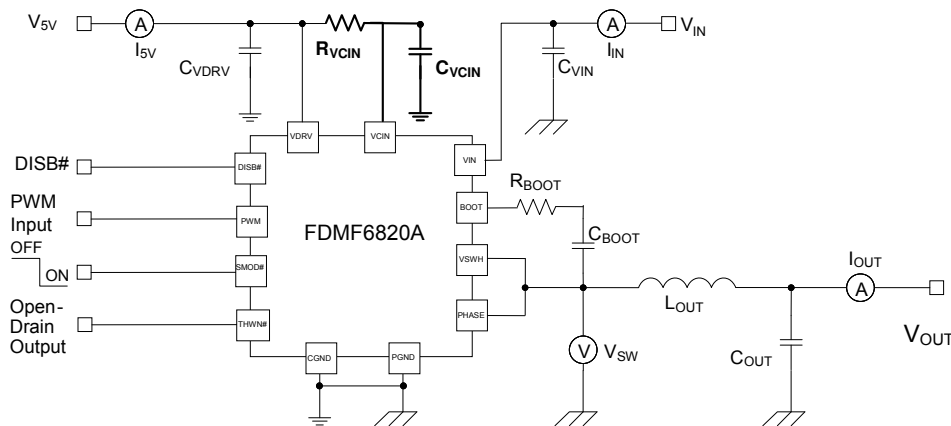 V5V
A
I5V
CVDRV
RVCIN
CVCIN
CVIN
A
IIN
VIN
VDRV
VCIN
VIN
DISB#
DISB#
PWM
Input
PWM
FDMF6820A
BOOT
RBOOT
CBOOT
OFF
ON
SMOD#
VSWH
Open-
Drain
Output
THWN#
PHASE
CGND
PGND
V
VSW
LOUT
IOUT
A
COUT
VOUT